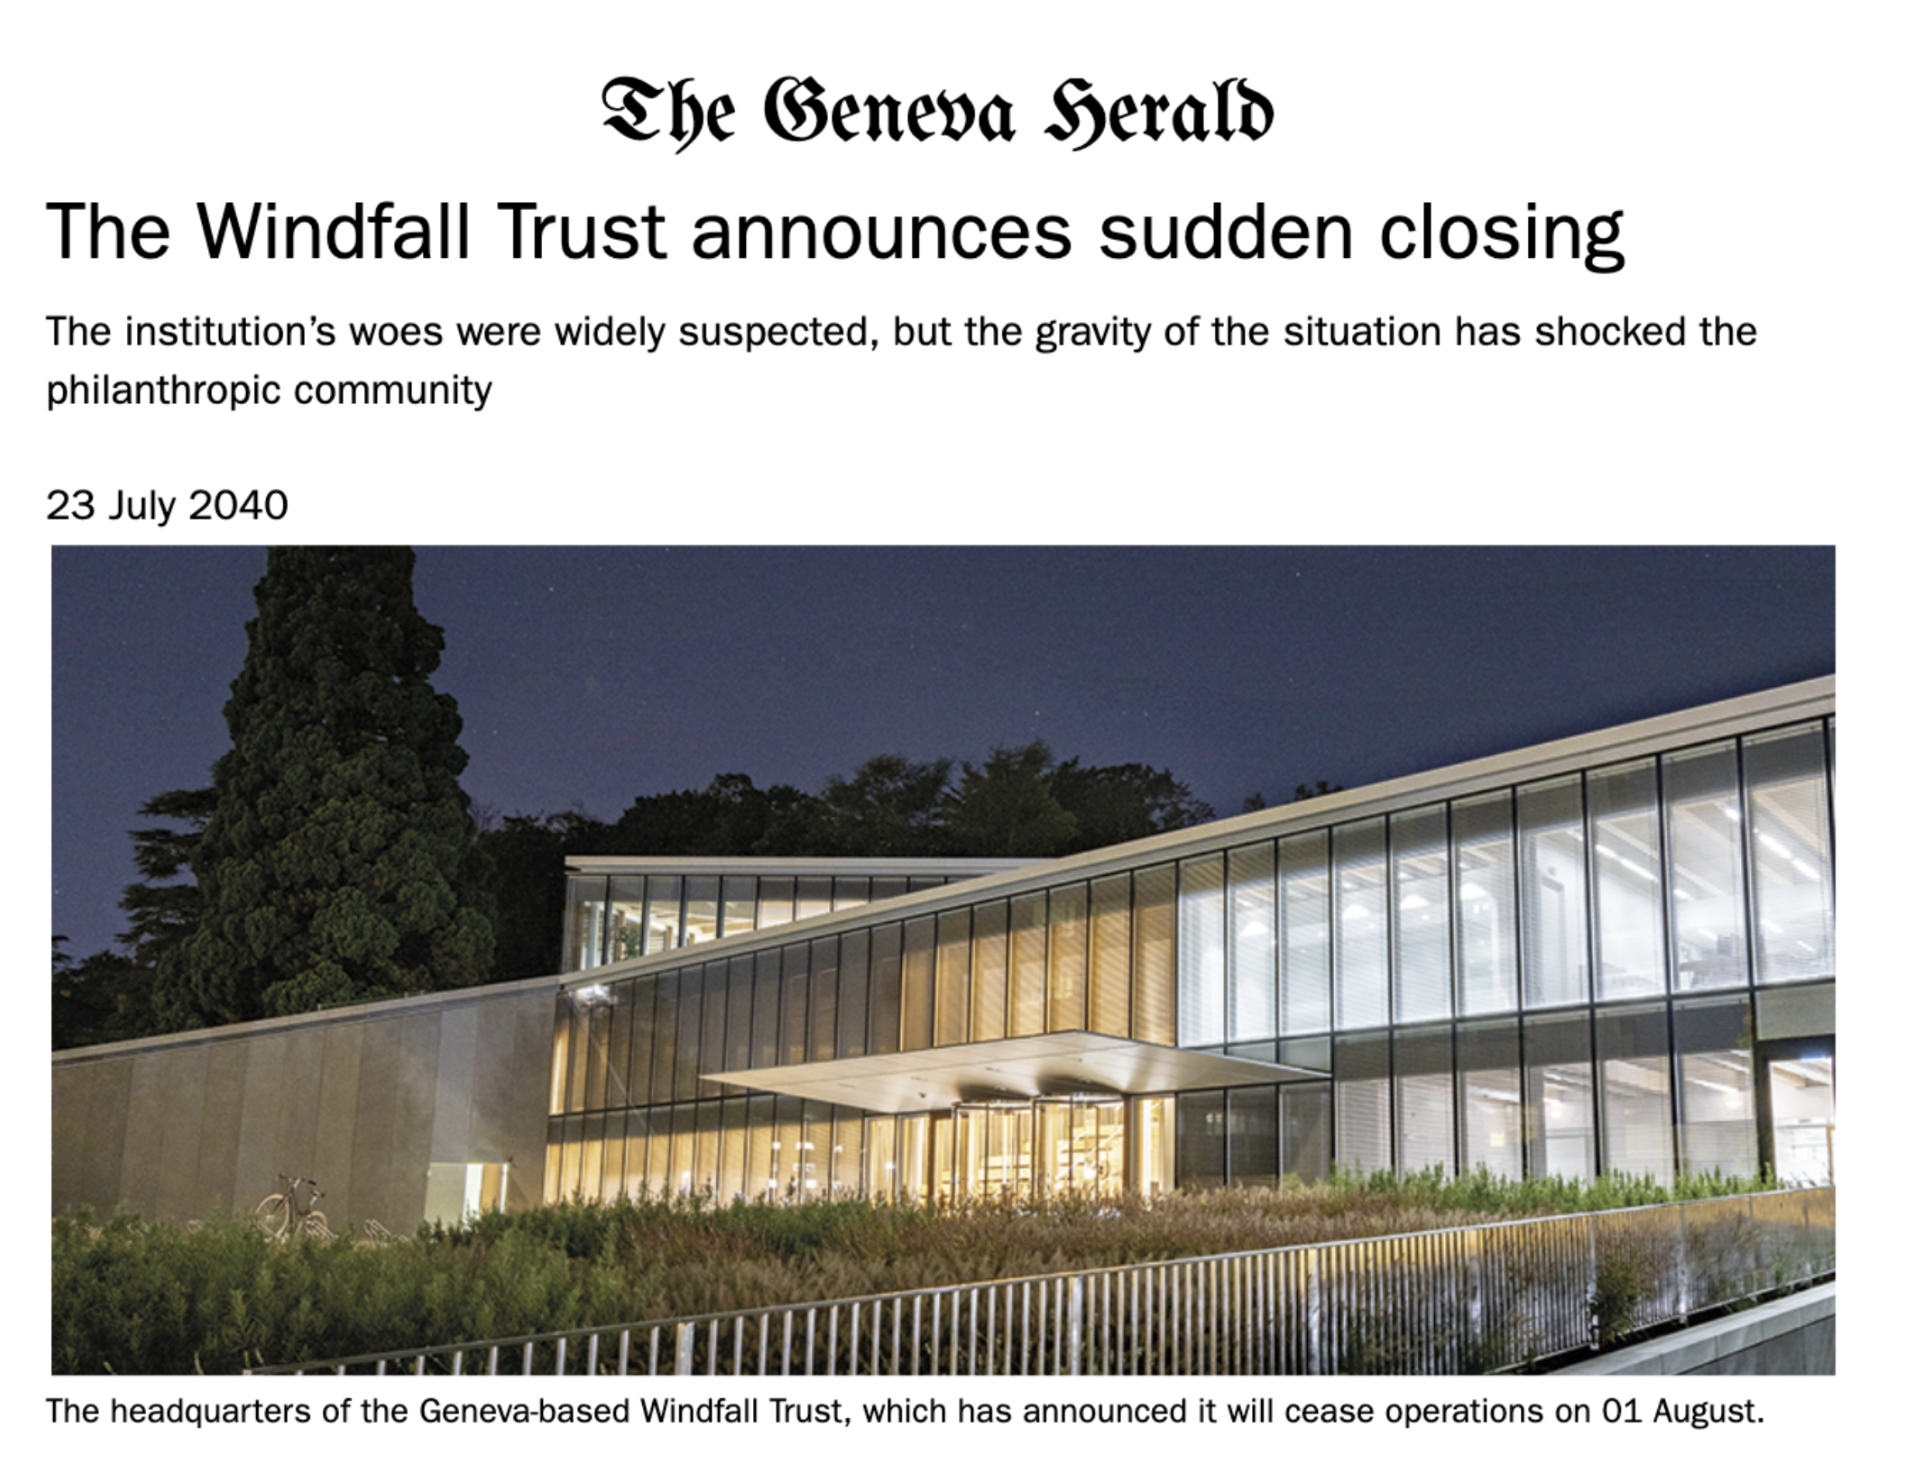 The Geneva Herald
The Windfall Trust announces sudden closing
The institution’s woes were widely suspected, but the gravity of the situation has shocked the
philanthropic community
23 July 2040
The headquarters of the Geneva-based Windfall Trust, which has announced it will cease operations on 01 August.